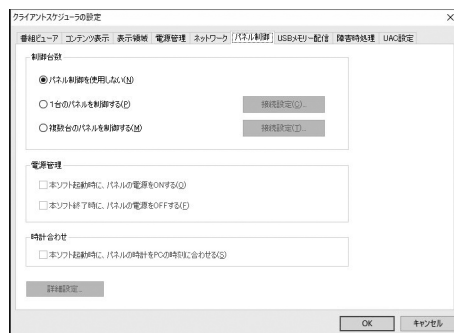 クライアントスケジューラの設定
番組ビューア コンテンツ表示 表示領域 電源管理 ネットワーク パネル制御 USBメモリー配信 障害時処理 UAC設定
制御台数
パネル制御を使用しない(N)
1台のパネルを制御する(P) 接続設定(C)...
複数台のパネルを制御する(M) 接続設定(T)...
電源管理
本ソフト起動時に、パネルの電源をONする(O)
本ソフト終了時に、パネルの電源をOFFする(F)
時計合わせ
本ソフト起動時に、パネルの時計をPCの時刻に合わせる(S)
詳細設定...
OK キャンセル